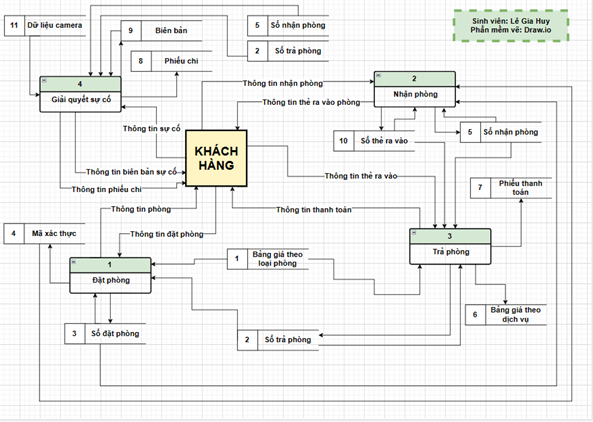 11 Dữ liệu camera
9 Biên bản
5 Số nhận phòng
2 Số trả phòng
8 Phiếu chi
Sinh viên: Lê Gia Huy
Phần mềm vẽ: Draw.io
4
Giải quyết sự cố
Thông tin nhận phòng
2
Nhận phòng
Thông tin thẻ ra vào phòng
Thông tin sự cố
KHÁCH
HÀNG
10 Số thẻ ra vào
5 Số nhận phòng
Thông tin biên bản sự cố
Thông tin thẻ ra vào
Thông tin phiếu chi
7 Phiếu thanh
toán
Thông tin phòng
Thông tin thanh toán
4 Mã xác thực
Thông tin đặt phòng
3
Trả phòng
1
Đặt phòng
1 Bảng giá theo
loại phòng
6 Bảng giá theo
dịch vụ
3 Số đặt phòng
2 Số trả phòng